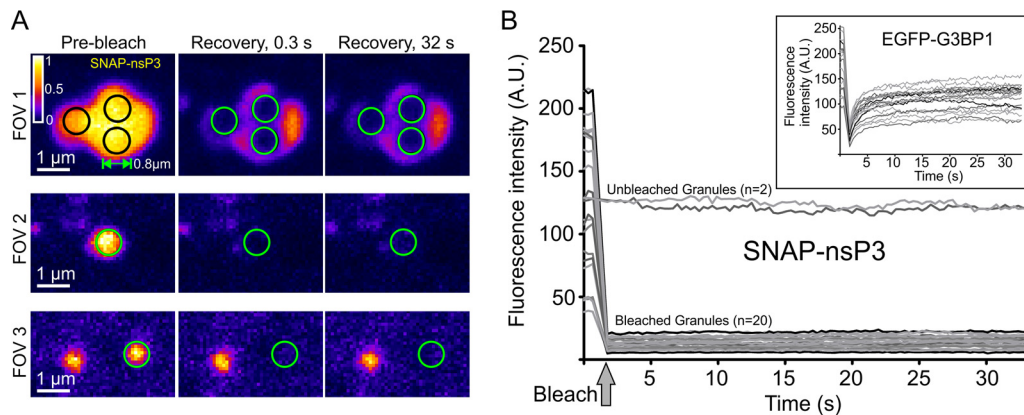 A
Pre-bleach
Recovery, 0.3 s
Recovery, 32 s
SNAP-nsP3
1
0.5
0
FOV 1
1 µm
0.8µm
FOV 2
1 µm
FOV 3
1 µm
B
Fluorescence intensity (A.U.)
250
200
150
100
50
Unbleached Granules (n=2)
SNAP-nsP3
Bleached Granules (n=20)
Bleach
5
10
15
20
25
30
Time (s)
EGFP-G3BP1
Fluorescence
intensity (A.U.)
250
200
150
100
50
5
10
15
20
25
30
Time (s)